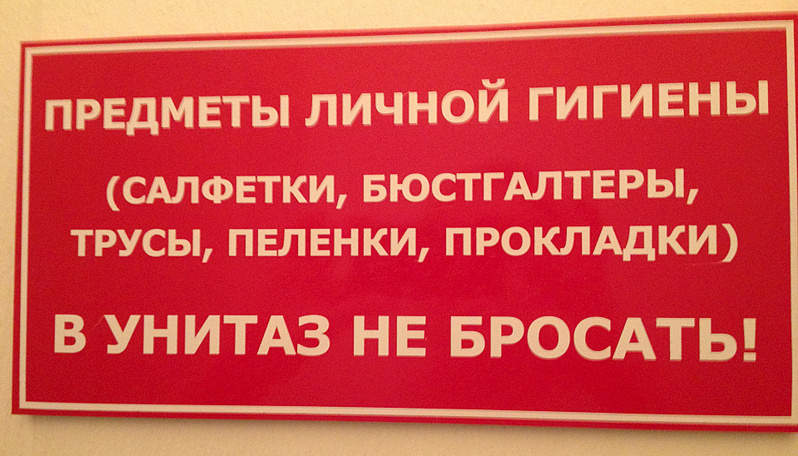 ПРЕДМЕТЫ ЛИЧНОЙ ГИГИЕНЫ
(САЛФЕТКИ, БЮСТГАЛТЕРЫ,
ТРУСЫ, ПЕЛЕНКИ, ПРОКЛАДКИ)
В УНИТАЗ НЕ БРОСАТЬ!